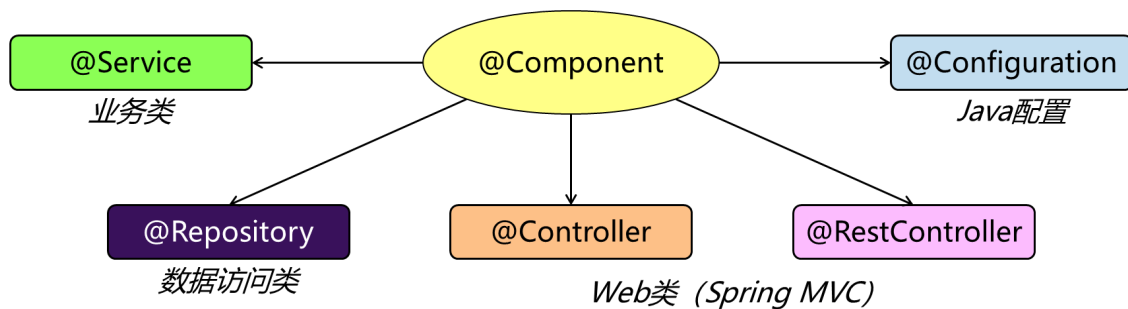 @Service
@Component
@Configuration
业务类
Java配置
@Repository
@Controller
@RestController
数据访问类
Web类（Spring MVC）